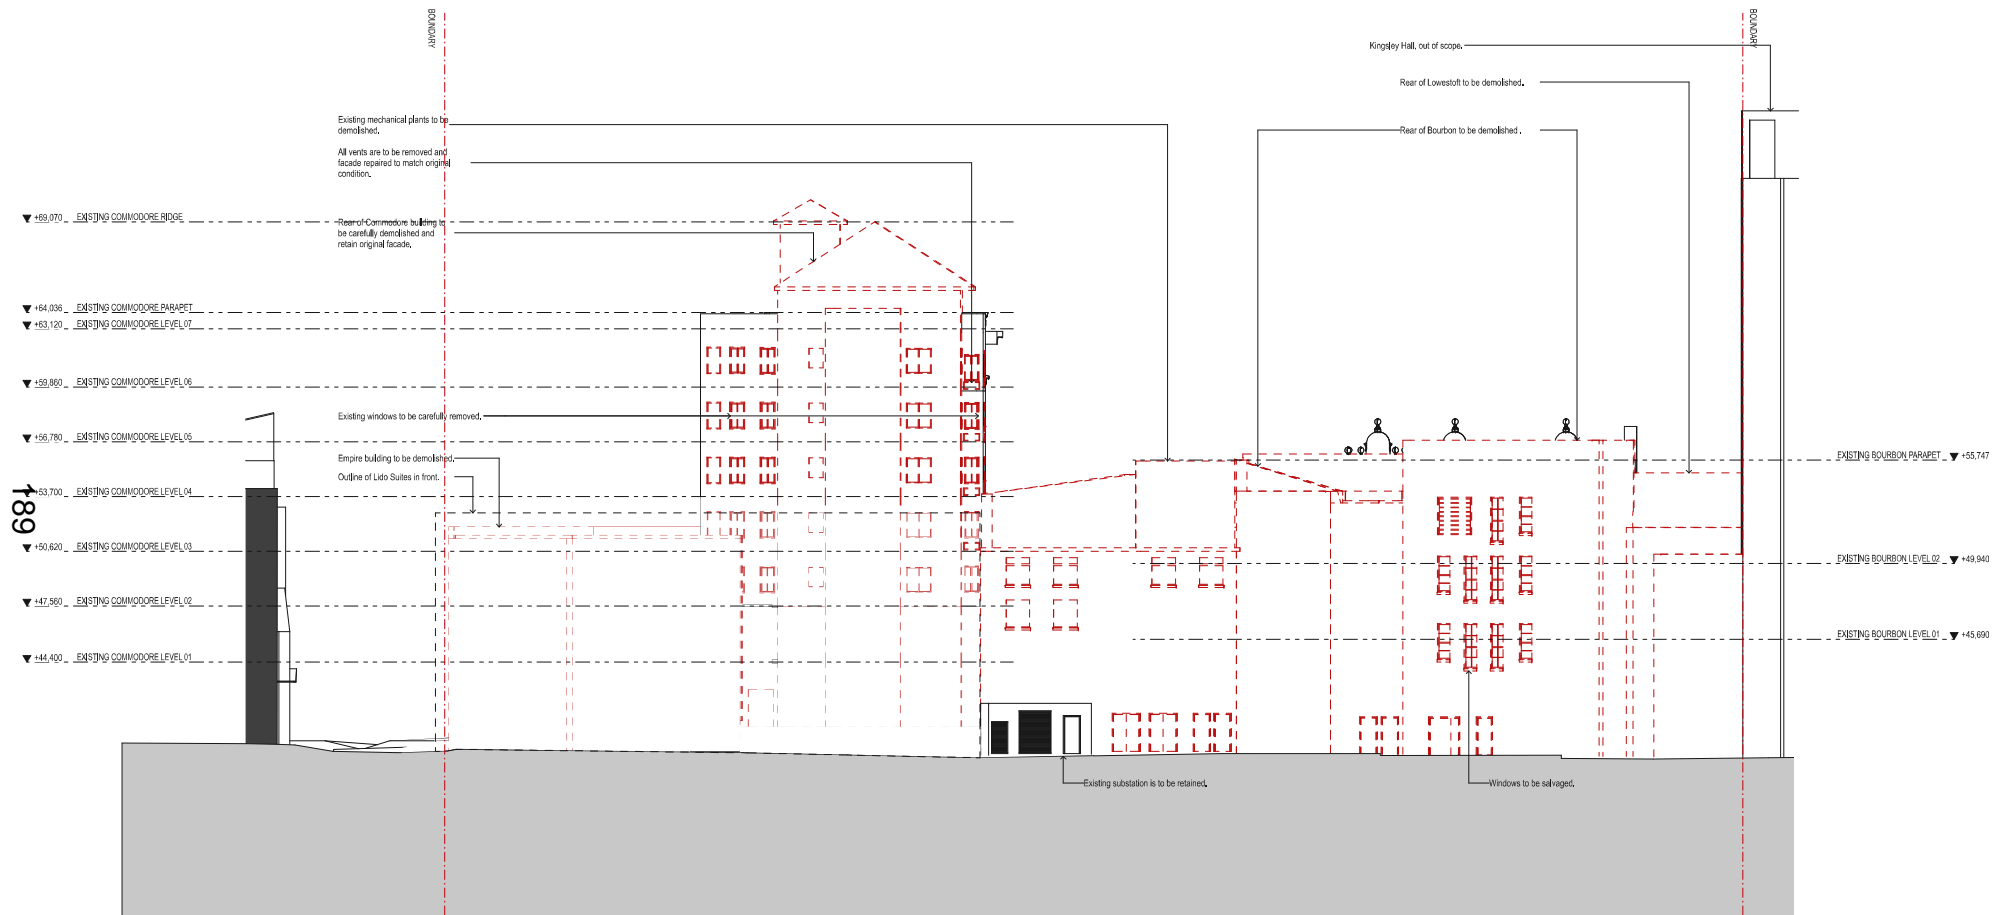 BOUNDARY
BOUNDARY
Kingsley Hall, out of scope.
Rear of Lowestoft to be demolished.
Existing mechanical plants to be
demolished.
Rear of Bourbon to be demolished .
All vents are to be removed and
facade repaired to match original
condition.
+69,070 EXISTING COMMODORE RIDGE
Rear of Commodore building to
be carefully demolished and
retain original facade.
+64,036 EXISTING COMMODORE PARAPET
+63,120 EXISTING COMMODORE LEVEL 07
+59,860 EXISTING COMMODORE LEVEL 06
Existing windows to be carefully removed.
+56,780 EXISTING COMMODORE LEVEL 05
Empire building to be demolished.
EXISTING BOURBON PARAPET +55,747
Outline of Lido Suites in front.
+53,700 EXISTING COMMODORE LEVEL 04
189
+50,620 EXISTING COMMODORE LEVEL 03
EXISTING BOURBON LEVEL 02 +49,940
+47,560 EXISTING COMMODORE LEVEL 02
EXISTING BOURBON LEVEL 01 +45,690
+44,400 EXISTING COMMODORE LEVEL 01
Existing substation is to be retained.
Windows to be salvaged.